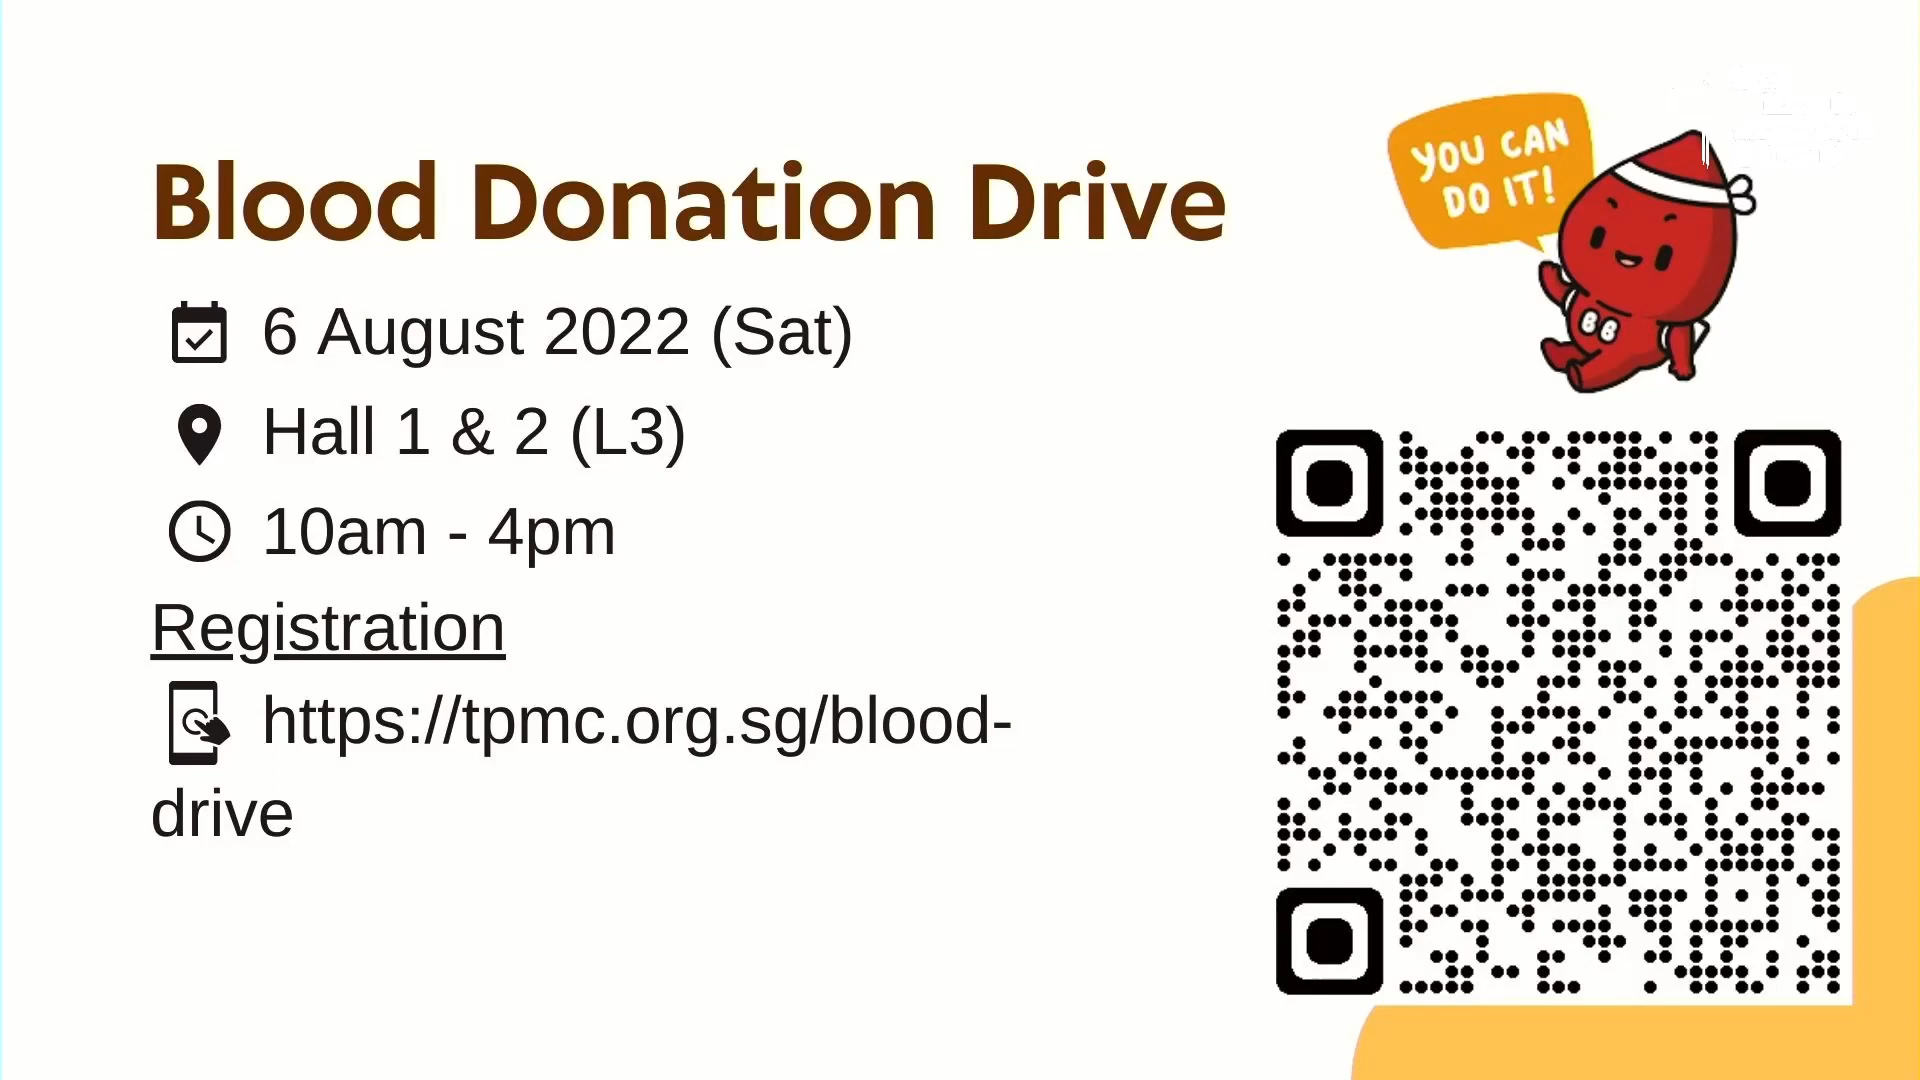 YOU CAN
DO IT!
Blood Donation Drive
6 August 2022 (Sat)
Hall 1 & 2 (L3)
10am - 4pm
Registration
https://tpmc.org.sg/blood-
drive
BB